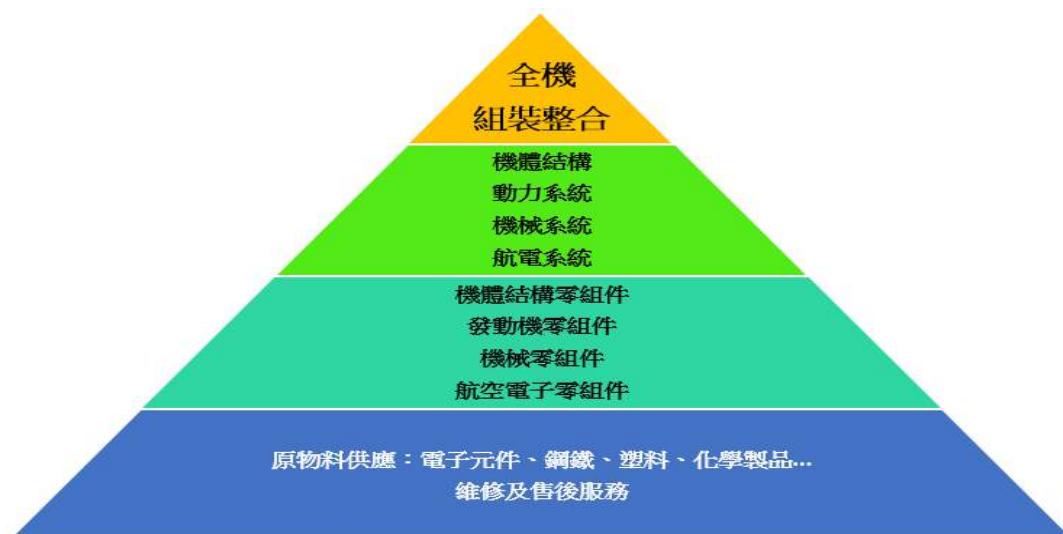 全機
組裝整合
機體結構
動力系統
機械系統
航電系統
機體結構零組件
發動機零組件
機械零組件
航空電子零組件
原物料供應：電子元件、鋼鐵、塑料、化學製品...
維修及售後服務